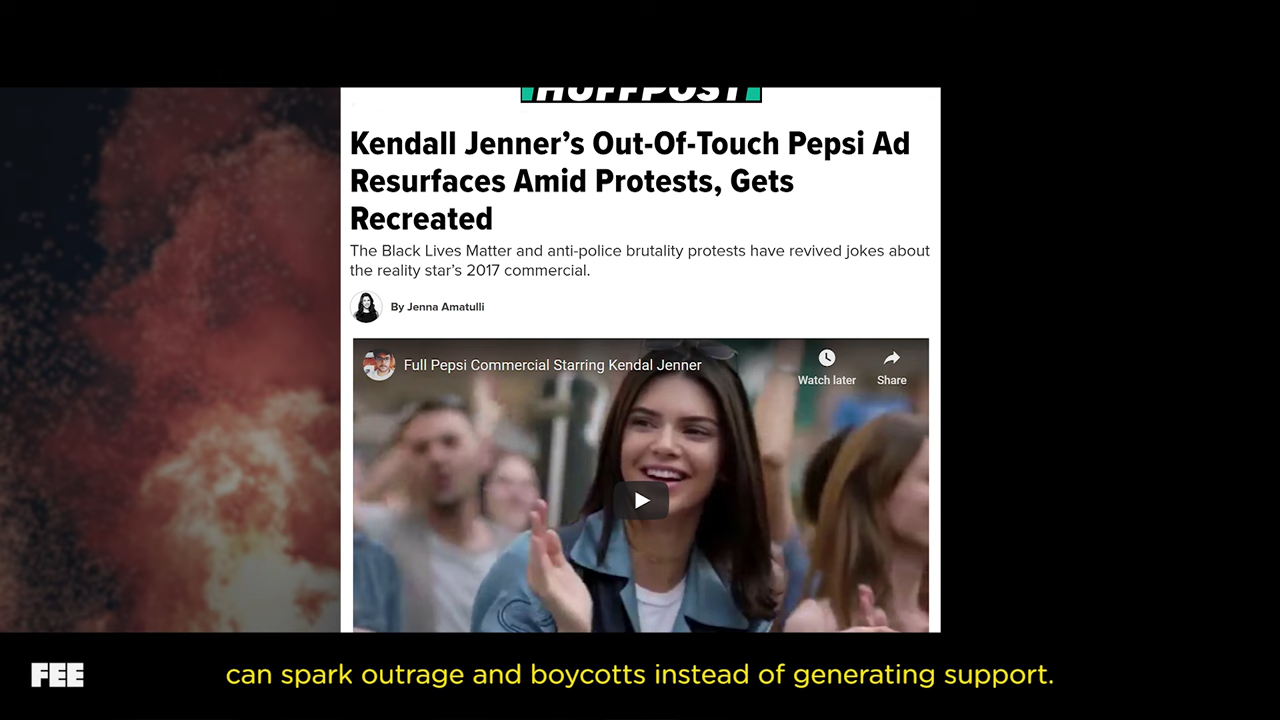 HUFFPOST
Kendall Jenner's Out-Of-Touch Pepsi Ad
Resurfaces Amid Protests, Gets
Recreated
The Black Lives Matter and anti-police brutality protests have revived jokes about
the reality star's 2017 commercial.
By Jenna Amatulli
Full Pepsi Commercial Starring Kendal Jenner
Watch later
Share
FEE
can spark outrage and boycotts instead of generating support.